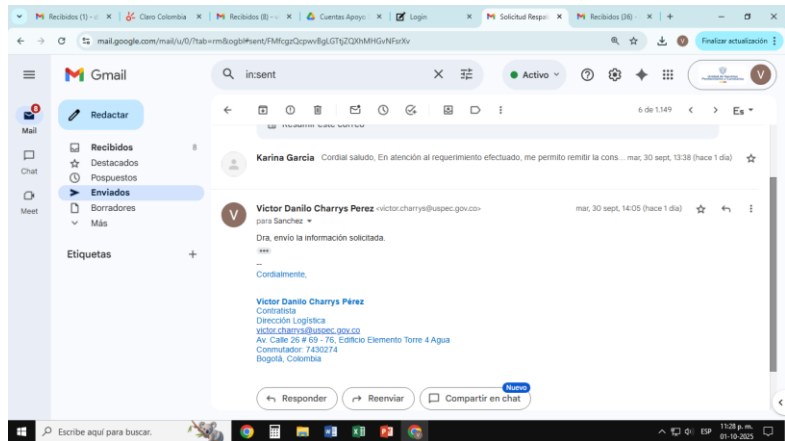 Recibidos (1) -
Claro Colombia
Recibidos (8) -
Cuentas Apoyo
Login
Solicitud Respal
Recibidos (36) -
mail.google.com/mail/u/0/?tab=rm&ogbl#sent/FMfcgzQcpwvBgLGTtjZQXhMHGvNFsrXv
Finalizar actualización
Gmail
in:sent
Activo
V
8
Mail
Chat
Meet
Redactar
Recibidos 8
Destacados
Pospuestos
Enviados
Borradores
Más
Etiquetas
6 de 1.149
Es
Resumir este correo
Karina Garcia Cordial saludo, En atención al requerimiento efectuado, me permito remitir la cons... mar, 30 sept, 13:38 (hace 1 día)
V
Victor Danilo Charrys Perez <victor.charrys@uspec.gov.co> mar, 30 sept, 14:05 (hace 1 día)
para Sanchez
Dra, envío la información solicitada.
--
Cordialmente,
Victor Danilo Charrys Pérez
Contratista
Dirección Logística
victor.charrys@uspec.gov.co
Av. Calle 26 # 69 - 76, Edificio Elemento Torre 4 Agua
Conmutador: 7430274
Bogotá, Colombia
Responder
Reenviar
Compartir en chat
Nuevo
Escribe aquí para buscar.
ESP
11:28 p. m.
01-10-2025